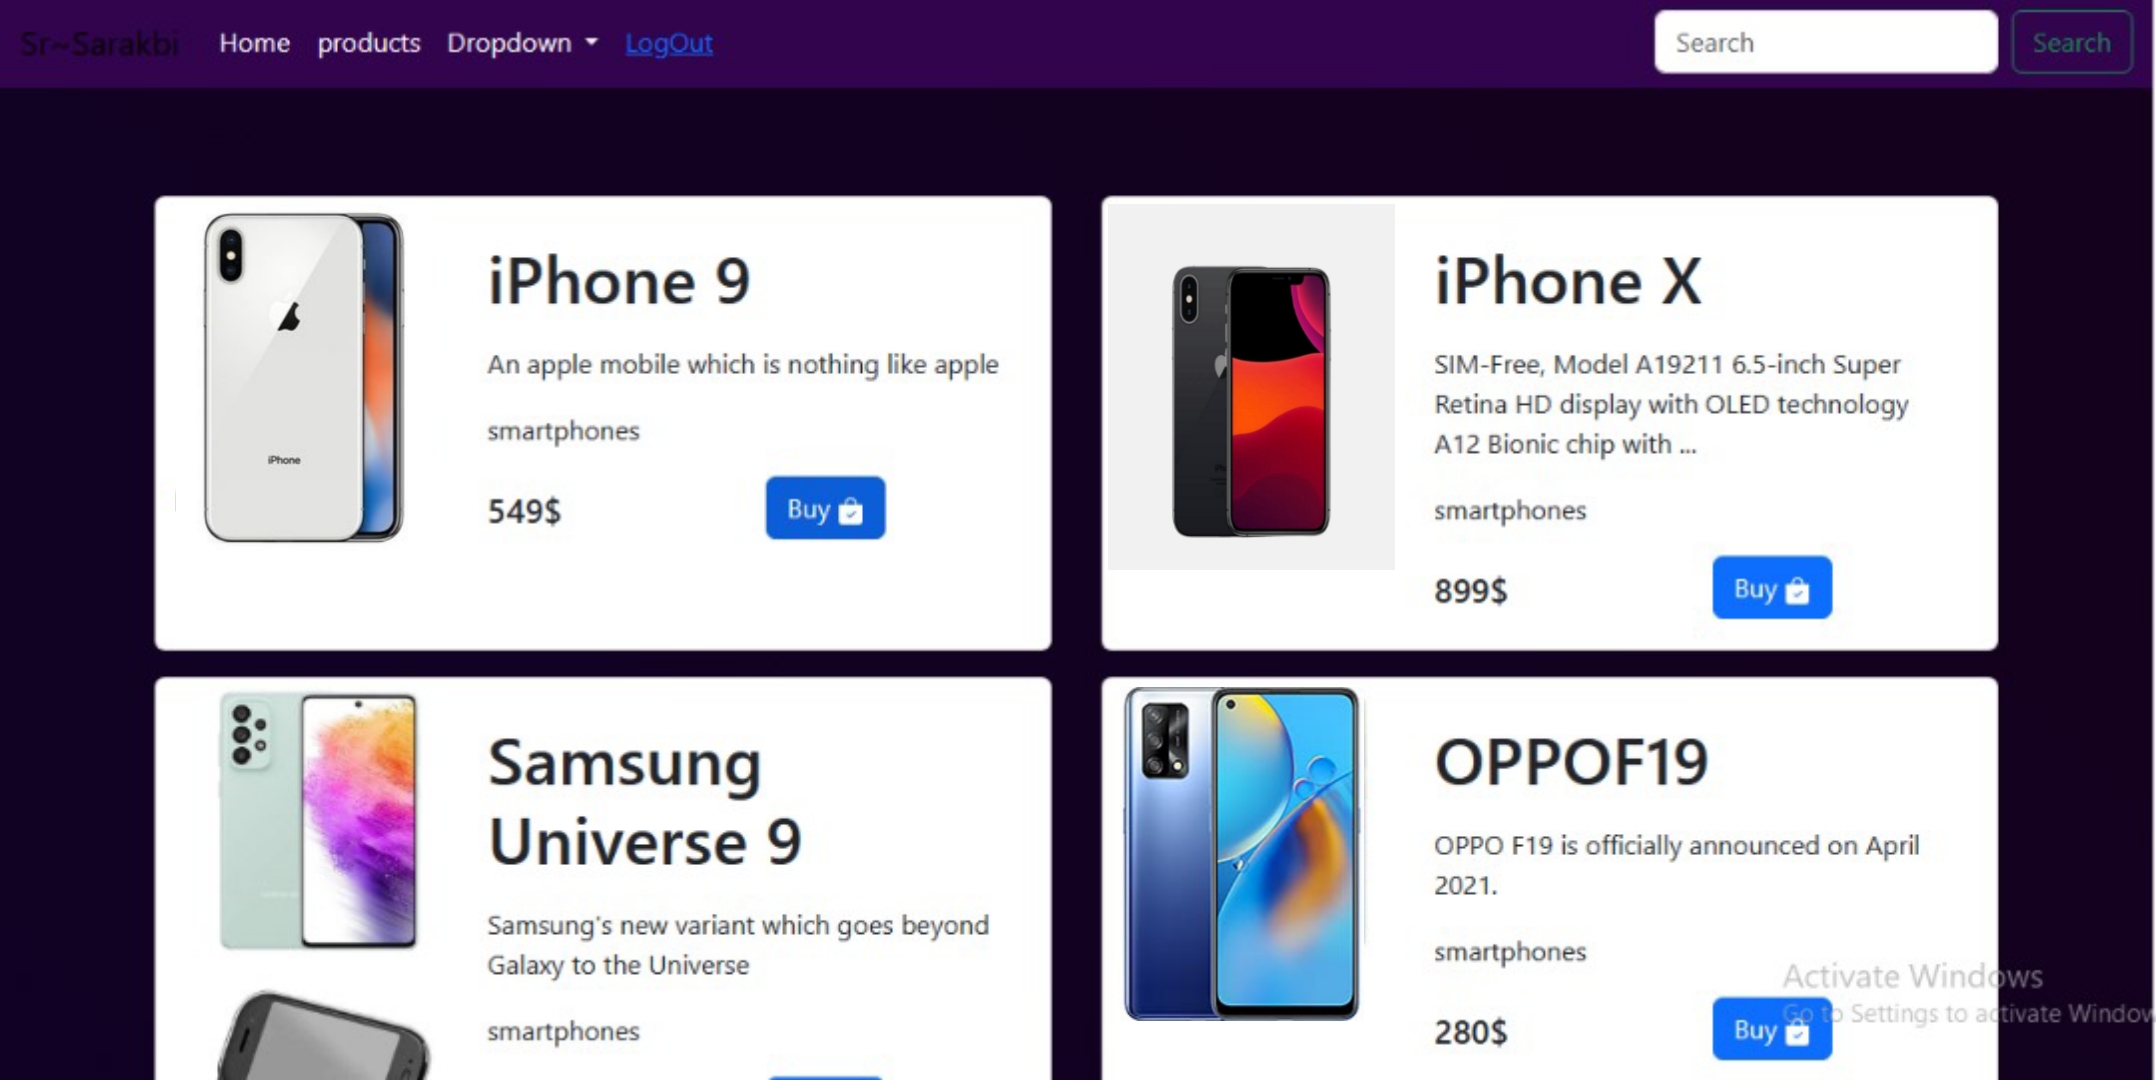 Sr~Sarakbi Home products Dropdown LogOut Search Search
iPhone 9
An apple mobile which is nothing like apple
smartphones
549$ Buy
iPhone
iPhone X
SIM-Free, Model A19211 6.5-inch Super
Retina HD display with OLED technology
A12 Bionic chip with ...
smartphones
899$ Buy
Samsung
Universe 9
Samsung's new variant which goes beyond
Galaxy to the Universe
smartphones
OPPOF19
OPPO F19 is officially announced on April
2021.
smartphones
280$ Buy
Activate Windows
Go to Settings to activate Window